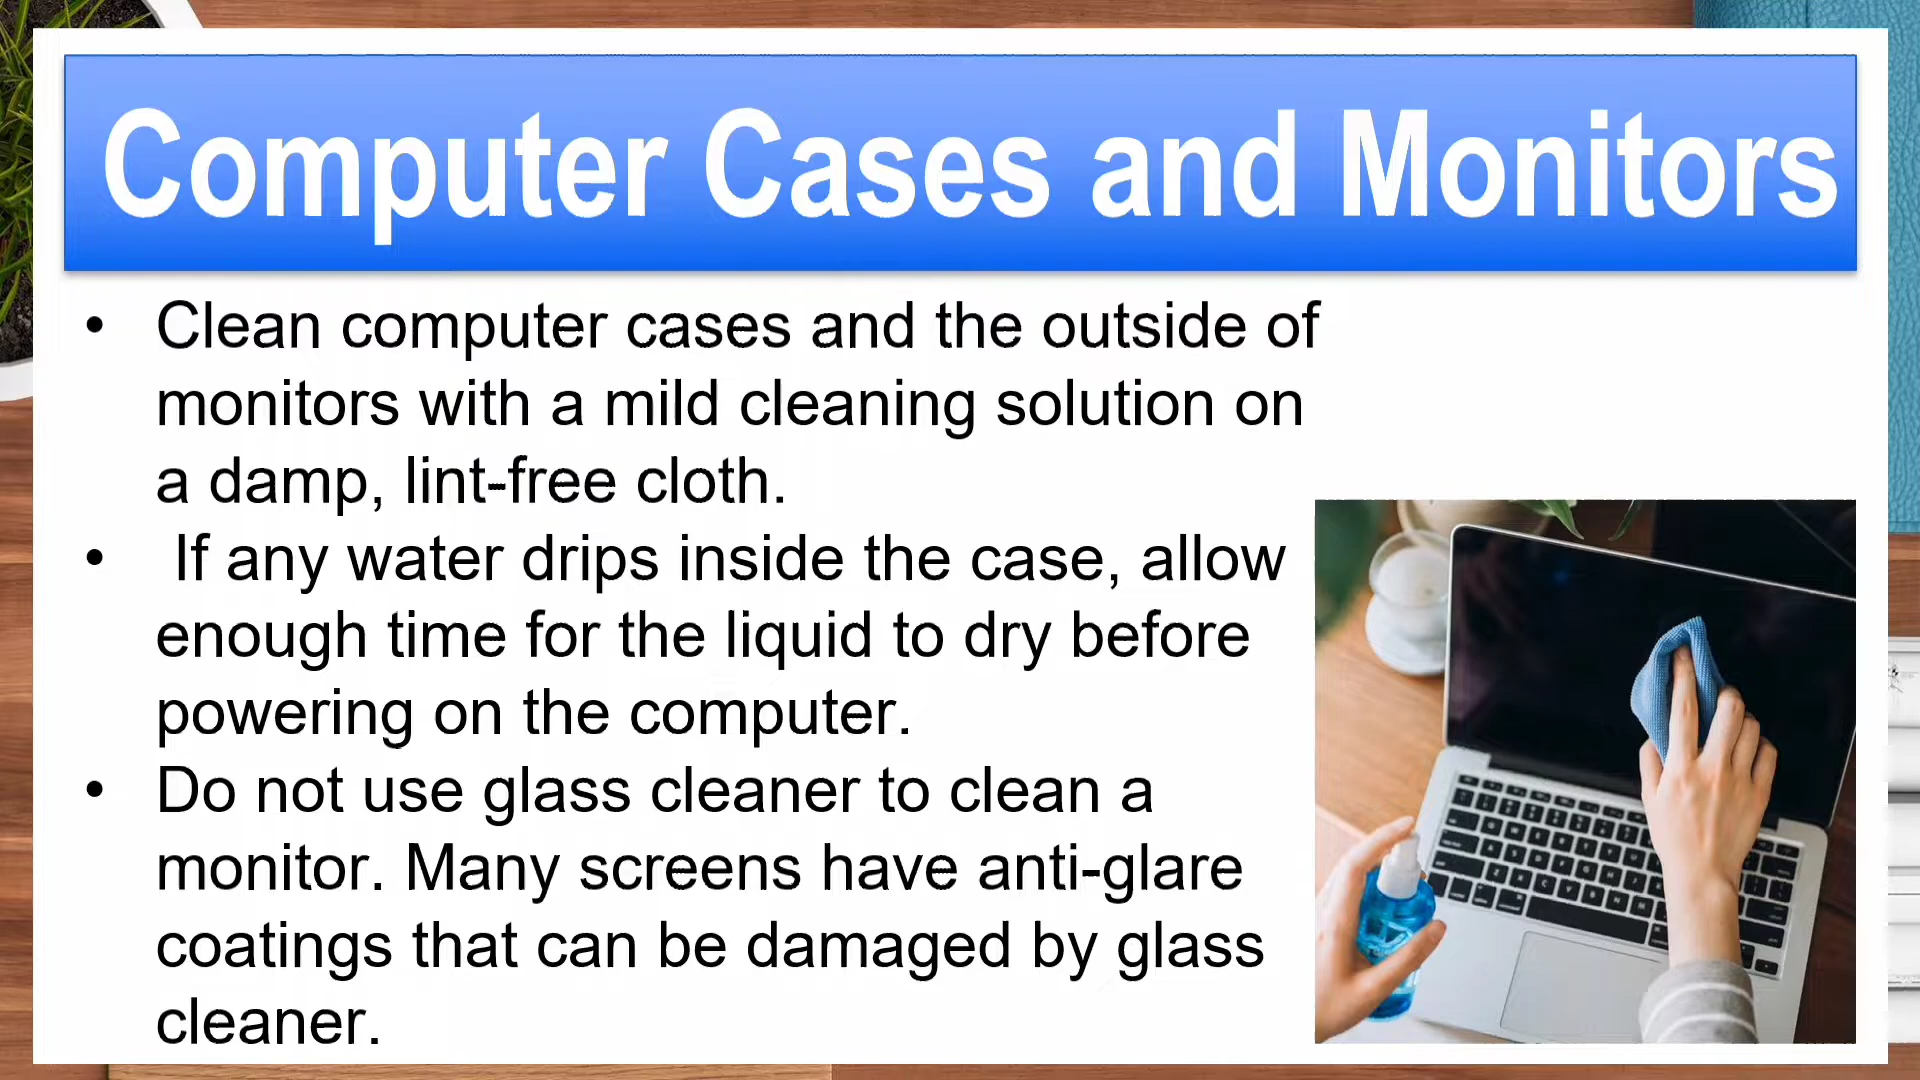 Computer Cases and Monitors
• Clean computer cases and the outside of
monitors with a mild cleaning solution on
a damp, lint-free cloth.
• If any water drips inside the case, allow
enough time for the liquid to dry before
powering on the computer.
• Do not use glass cleaner to clean a
monitor. Many screens have anti-glare
coatings that can be damaged by glass
cleaner.